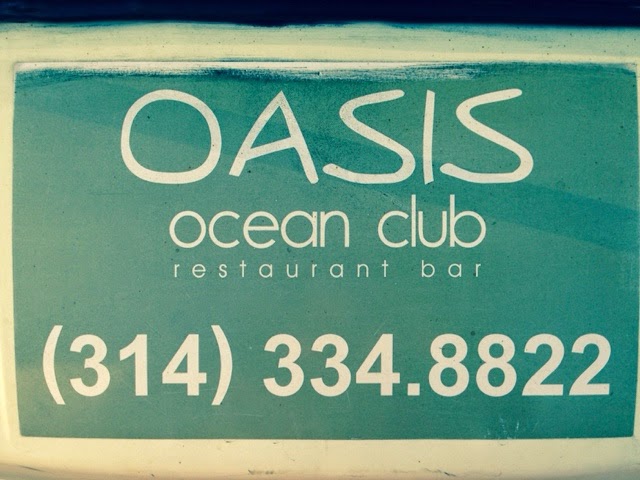 OASIS
ocean club
restaurant bar
(314) 334.8822